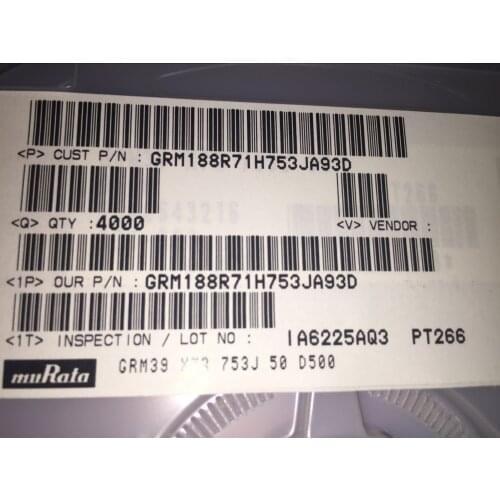 <P> CUST P/N : GRM188R71H753JA93D
<Q> QTY :4000
<V> VENDOR :
<1P> OUR P/N : GRM188R71H753JA93D
<1T> INSPECTION / LOT NO : IA6225AQ3 PT266
muRata GRM39 753J 50 D500